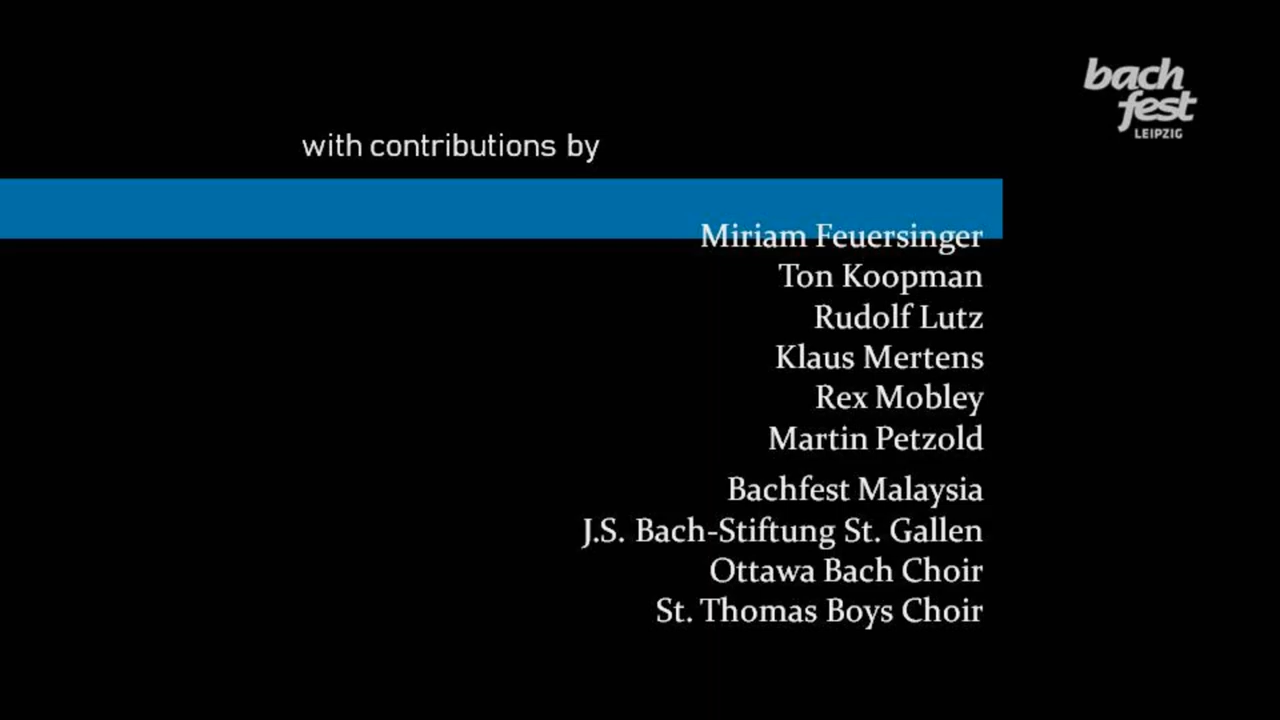 bach
fest
LEIPZIG
with contributions by
Miriam Feuersinger
Ton Koopman
Rudolf Lutz
Klaus Mertens
Rex Mobley
Martin Petzold
Bachfest Malaysia
J.S. Bach-Stiftung St. Gallen
Ottawa Bach Choir
St. Thomas Boys Choir